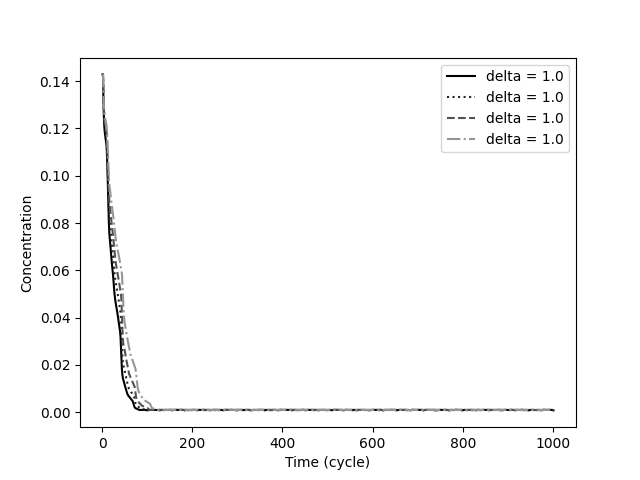 delta = 1.0
delta = 1.0
delta = 1.0
delta = 1.0
Concentration
0.14
0.12
0.10
0.08
0.06
0.04
0.02
0.00
0 200 400 600 800 1000
Time (cycle)